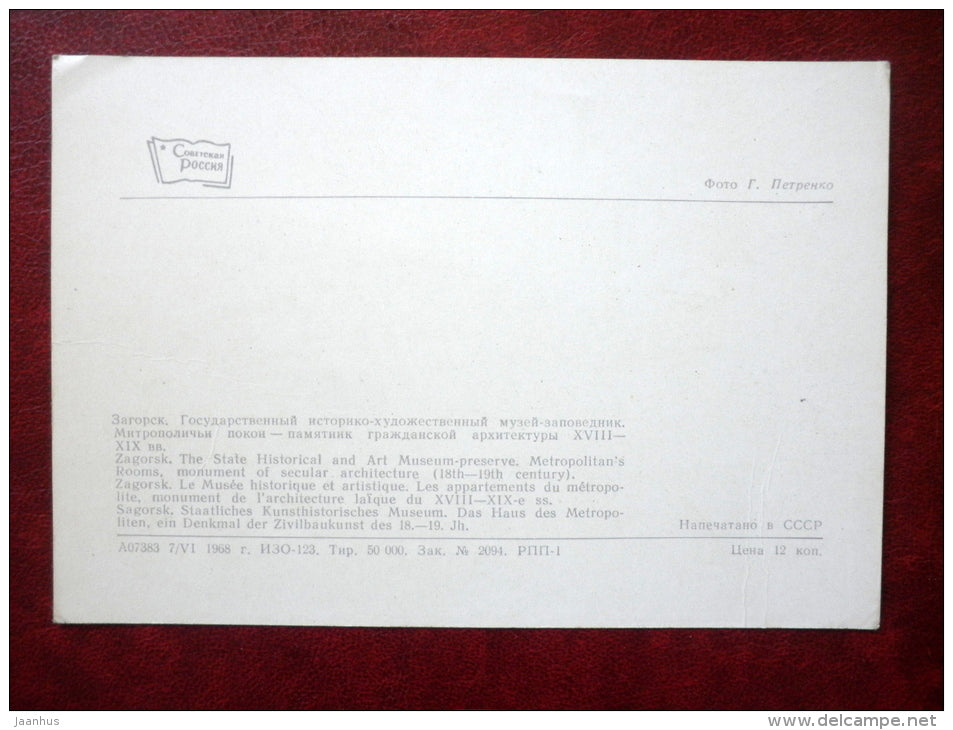 Советская
Россия
Фото Г. Петренко
Загорск. Государственный историко-художественный музей-заповедник.
Митрополичьи покои — памятник гражданской архитектуры XVIII—
XIX вв.
Zagorsk. The State Historical and Art Museum-preserve. Metropolitan's
Rooms, monument of secular architecture (18th—19th century).
Zagorsk. Le Musée historique et artistique. Les appartements du métropo-
lite, monument de l'architecture laïque du XVIII—XIX-e ss.
Sagorsk. Staatliches Kunsthistorisches Museum. Das Haus des Metropo-
liten, ein Denkmal der Zivilbaukunst des 18.—19. Jh.
Напечатано в СССР
А07383 7/VI 1968 г. ИЗО-123. Тир. 50 000. Зак. № 2094. РПП-1
Цена 12 коп.
jaanhus
www.delcampe.net